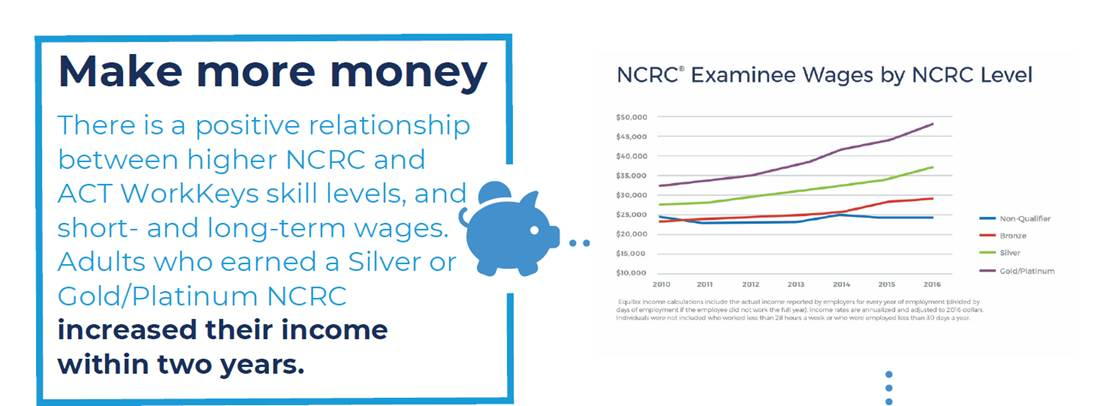 Make more money
There is a positive relationship
between higher NCRC and
ACT WorkKeys skill levels, and
short- and long-term wages.
Adults who earned a Silver or
Gold/Platinum NCRC
increased their income
within two years.
NCRC® Examinee Wages by NCRC Level
$50,000
$45,000
$40,000
$35,000
$30,000
$25,000
$20,000
$15,000
$10,000
2010 2011 2012 2013 2014 2015 2016
Non-Qualifier
Bronze
Silver
Gold/Platinum
Equifax income calculations include the actual income reported by employers for every year of employment (divided by
days of employment if the employee did not work the full year). Income rates are annualized and adjusted to 2016 dollars.
Individuals were not included who worked less than 28 hours a week or who were employed less than 30 days a year.